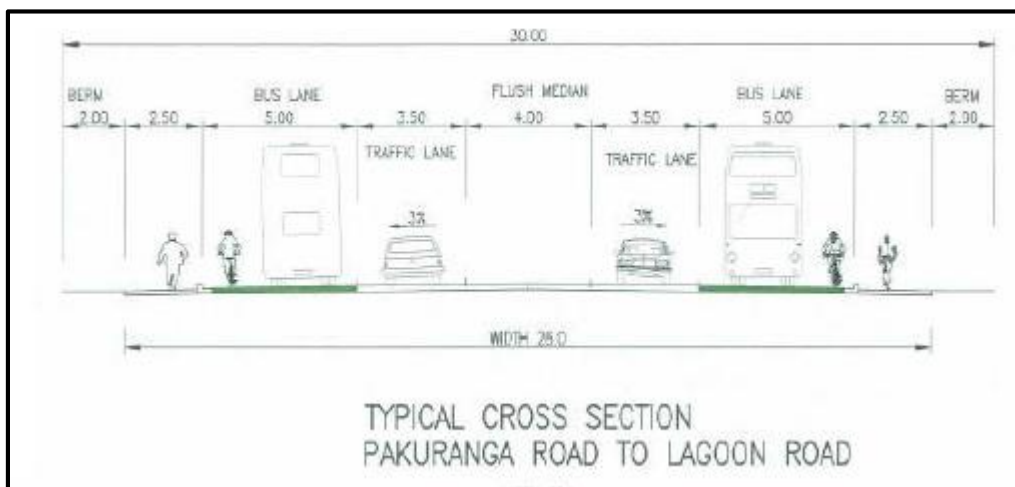 30.00
BERM BUS LANE FLUSH MEDIAN BUS LANE BERM
2.00 2.50 5.00 3.50 4.00 3.50 5.00 2.50 2.00
TRAFFIC LANE TRAFFIC LANE
3% 3%
WIDTH 26.0
TYPICAL CROSS SECTION
PAKURANGA ROAD TO LAGOON ROAD